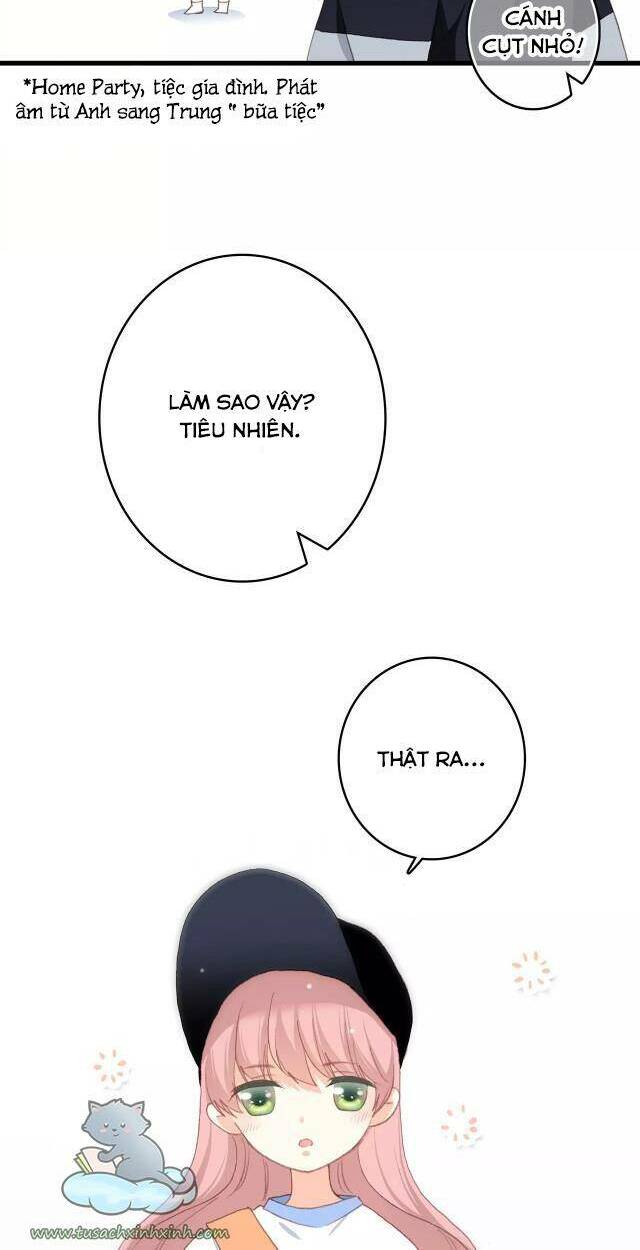 CÁNH
CỤT NHỎ!
*Home Party, tiệc gia đình. Phát
âm từ Anh sang Trung " bữa tiệc"
LÀM SAO VẬY?
TIÊU NHIÊN.
THẬT RA...
www.tusachxinhxinh.com